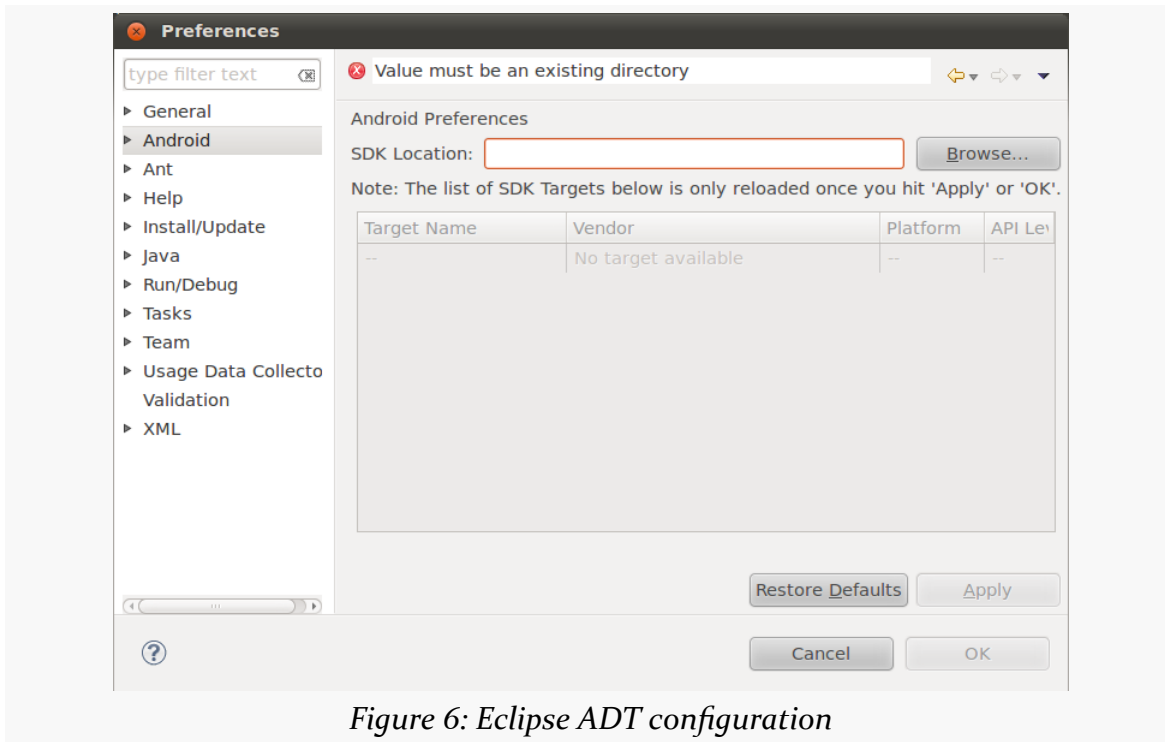 Preferences
type filter text
Value must be an existing directory
General
Android
Ant
Help
Install/Update
Java
Run/Debug
Tasks
Team
Usage Data Collecto
Validation
XML
Android Preferences
SDK Location:
Browse...
Note: The list of SDK Targets below is only reloaded once you hit 'Apply' or 'OK'.
Target Name Vendor Platform API Lev
-- No target available -- --
Restore Defaults Apply
Cancel OK
Figure 6: Eclipse ADT configuration